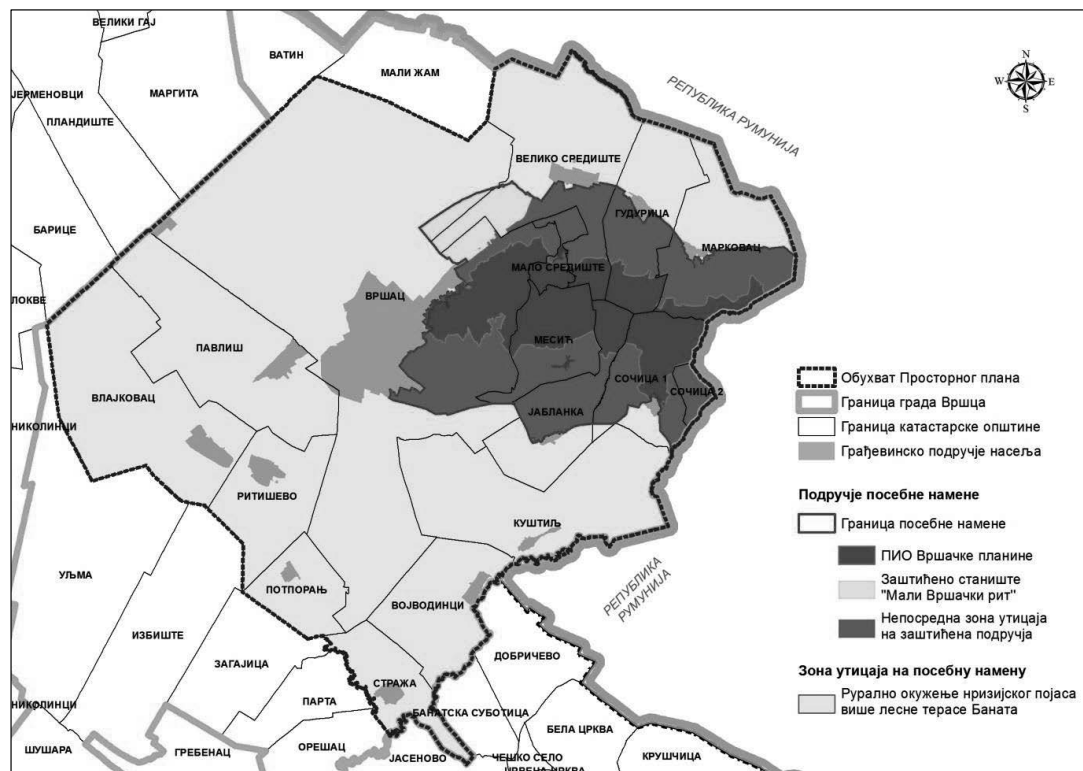 ВЕЛИКИ ГАЈ
ВАТИН
МАЛИ ЖАМ
ЈЕРМЕНОВЦИ
МАРГИТА
ПЛАНДИШТЕ
РЕПУБЛИКА РУМУНИЈА
N
W
E
S
ВЕЛИКО СРЕДИШТЕ
ГУДУРИЦА
БАРИЦЕ
МАРКОВАЦ
МАЛО СРЕДИШТЕ
ЛОКВЕ
ВРШАЦ
ПАВЛИШ
МЕСИЋ
СОЧИЦА 1
СОЧИЦА 2
ВЛАЈКОВАЦ
ЈАБЛАНКА
НИКОЛИНЦИ
РИТИШЕВО
КУШТИЉ
УЉМА
ПОТПОРАЊ
ВОЈВОДИНЦИ
РЕПУБЛИКА
РУМУНИЈА
ИЗБИШТЕ
ЗАГАЈИЦА
ДОБРИЧЕВО
СТРАЖА
ПАРТА
БАНАТСКА СУБОТИЦА
НИКОЛИНЦИ
БЕЛА ЦРКВА
ШУШАРА
ГРЕБЕНАЦ
ОРЕШАЦ
ЈАСЕНОВО
ЧЕШКО СЕЛО
КРУШЧИЦА
ЦРВЕНА ЦРКВА
Обухват Просторног плана
Граница града Вршца
Граница катастарске општине
Грађевинско подручје насеља
Подручје посебне намене
Граница посебне намене
ПИО Вршачке планине
Заштићено станиште
"Мали Вршачки рит"
Непосредна зона утицаја
на заштићена подручја
Зона утицаја на посебну намену
Рурално окружење нризијског појаса
више лесне терасе Баната